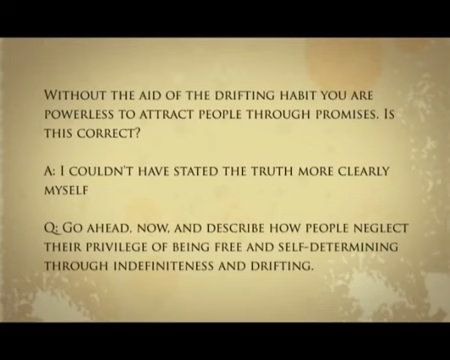 Without the aid of the drifting habit you are
powerless to attract people through promises. Is
this correct?
A: I couldn't have stated the truth more clearly
myself
Q: Go ahead, now, and describe how people neglect
their privilege of being free and self-determining
through indefiniteness and drifting.